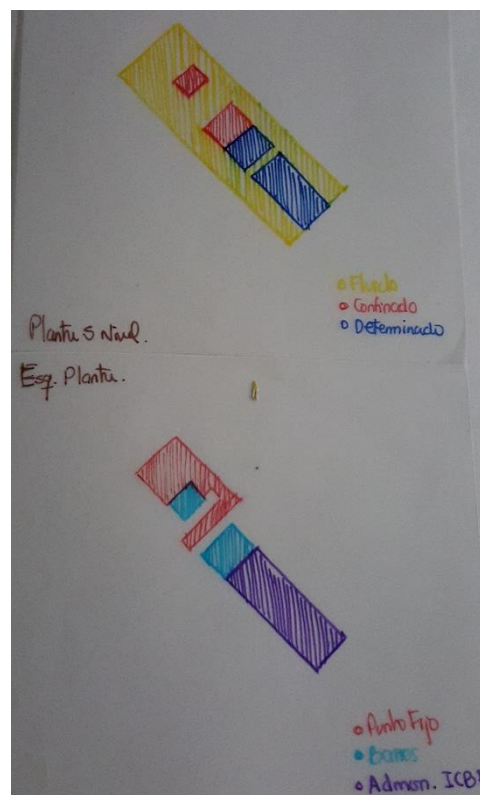 Fluido
Confinado
Determinado
Planta 5 Nivel.
Esq. Planta.
Punto Fijo
Baños
Admon. ICBF